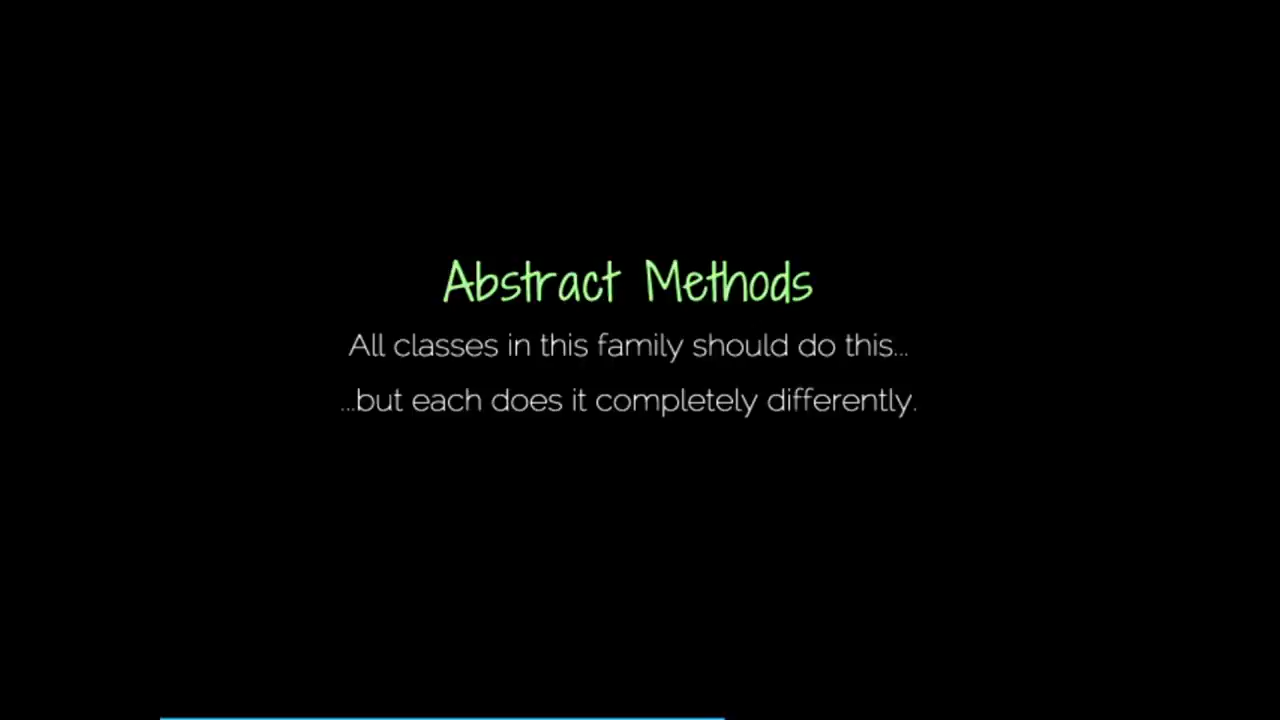 Abstract Methods
All classes in this family should do this...
...but each does it completely differently.